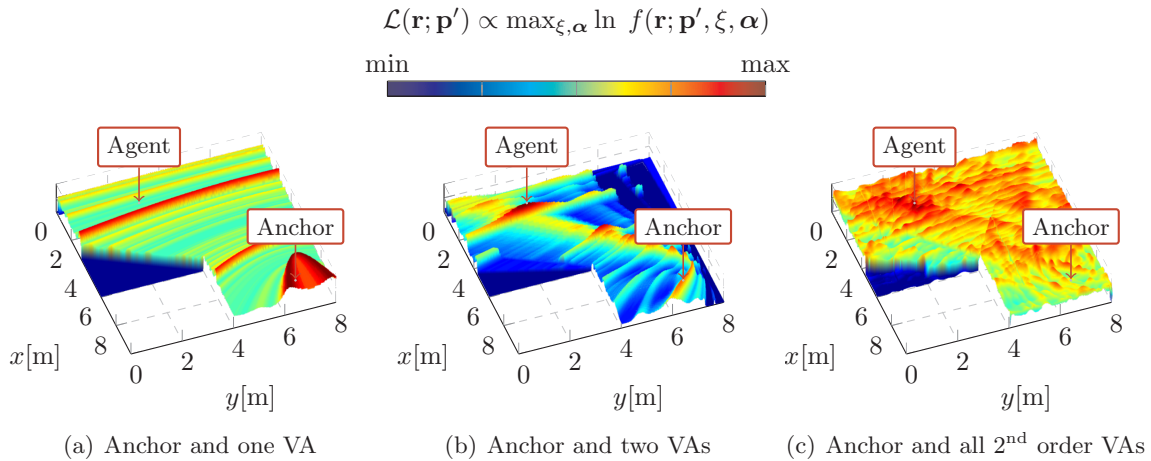 ℒ(r; p′) ∝ max_{ξ,α} ln f(r; p′, ξ, α)
min max
Agent
Anchor
0
2
4
6
8
x[m]
0
2
4
6
8
y[m]
(a) Anchor and one VA
Agent
Anchor
0
2
4
6
8
x[m]
0
2
4
6
8
y[m]
(b) Anchor and two VAs
Agent
Anchor
0
2
4
6
8
x[m]
0
2
4
6
8
y[m]
(c) Anchor and all 2nd order VAs